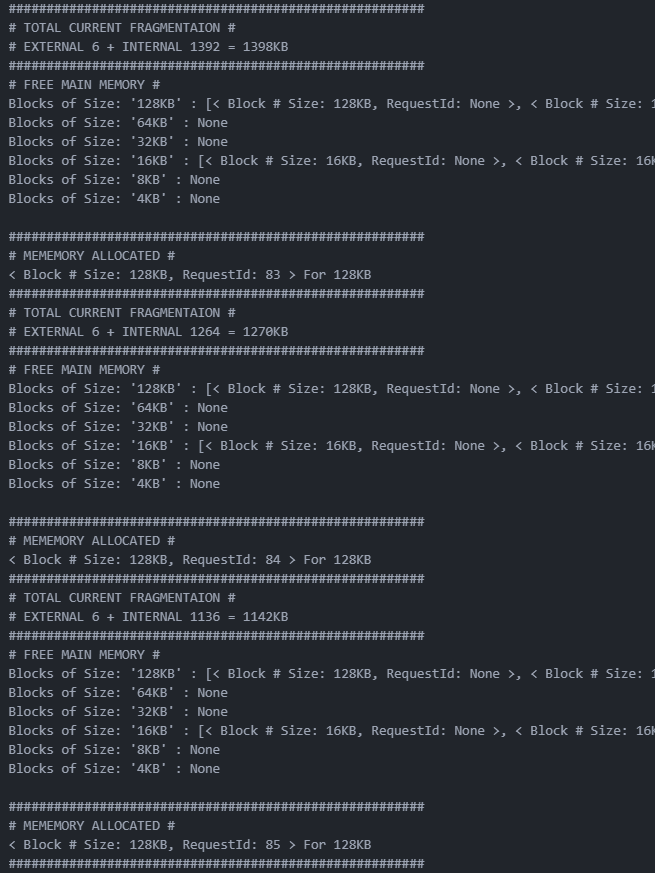 #######################################################
# TOTAL CURRENT FRAGMENTAION #
# EXTERNAL 6 + INTERNAL 1392 = 1398KB
#######################################################
# FREE MAIN MEMORY #
Blocks of Size: '128KB' : [< Block # Size: 128KB, RequestId: None >, < Block # Size: 1
Blocks of Size: '64KB' : None
Blocks of Size: '32KB' : None
Blocks of Size: '16KB' : [< Block # Size: 16KB, RequestId: None >, < Block # Size: 16K
Blocks of Size: '8KB' : None
Blocks of Size: '4KB' : None
#######################################################
# MEMEMORY ALLOCATED #
< Block # Size: 128KB, RequestId: 83 > For 128KB
#######################################################
# TOTAL CURRENT FRAGMENTAION #
# EXTERNAL 6 + INTERNAL 1264 = 1270KB
#######################################################
# FREE MAIN MEMORY #
Blocks of Size: '128KB' : [< Block # Size: 128KB, RequestId: None >, < Block # Size: 1
Blocks of Size: '64KB' : None
Blocks of Size: '32KB' : None
Blocks of Size: '16KB' : [< Block # Size: 16KB, RequestId: None >, < Block # Size: 16K
Blocks of Size: '8KB' : None
Blocks of Size: '4KB' : None
#######################################################
# MEMEMORY ALLOCATED #
< Block # Size: 128KB, RequestId: 84 > For 128KB
#######################################################
# TOTAL CURRENT FRAGMENTAION #
# EXTERNAL 6 + INTERNAL 1136 = 1142KB
#######################################################
# FREE MAIN MEMORY #
Blocks of Size: '128KB' : [< Block # Size: 128KB, RequestId: None >, < Block # Size: 1
Blocks of Size: '64KB' : None
Blocks of Size: '32KB' : None
Blocks of Size: '16KB' : [< Block # Size: 16KB, RequestId: None >, < Block # Size: 16K
Blocks of Size: '8KB' : None
Blocks of Size: '4KB' : None
#######################################################
# MEMEMORY ALLOCATED #
< Block # Size: 128KB, RequestId: 85 > For 128KB
#######################################################